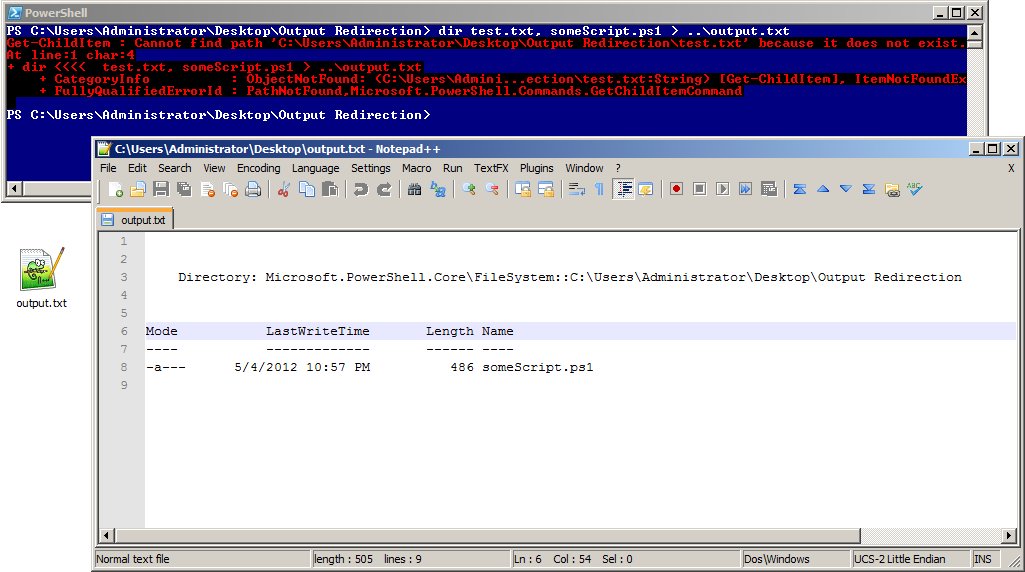 PowerShell
PS C:\Users\Administrator\Desktop\Output Redirection> dir test.txt, someScript.ps1 > ..\output.txt
Get-ChildItem : Cannot find path 'C:\Users\Administrator\Desktop\Output Redirection\test.txt' because it does not exist.
At line:1 char:4
+ dir <<<<  test.txt, someScript.ps1 > ..\output.txt
    + CategoryInfo          : ObjectNotFound: (C:\Users\Admini...ection\test.txt:String) [Get-ChildItem], ItemNotFoundEx
    + FullyQualifiedErrorId : PathNotFound,Microsoft.PowerShell.Commands.GetChildItemCommand
PS C:\Users\Administrator\Desktop\Output Redirection>
output.txt
C:\Users\Administrator\Desktop\output.txt - Notepad++
File Edit Search View Encoding Language Settings Macro Run TextFX Plugins Window ? X
ABC
output.txt
1
2
3 Directory: Microsoft.PowerShell.Core\FileSystem::C:\Users\Administrator\Desktop\Output Redirection
4
5
6 Mode LastWriteTime Length Name
7 ---- ------------- ------ ----
8 -a--- 5/4/2012 10:57 PM 486 someScript.ps1
9
Normal text file length : 505 lines : 9 Ln : 6 Col : 54 Sel : 0 Dos\Windows UCS-2 Little Endian INS